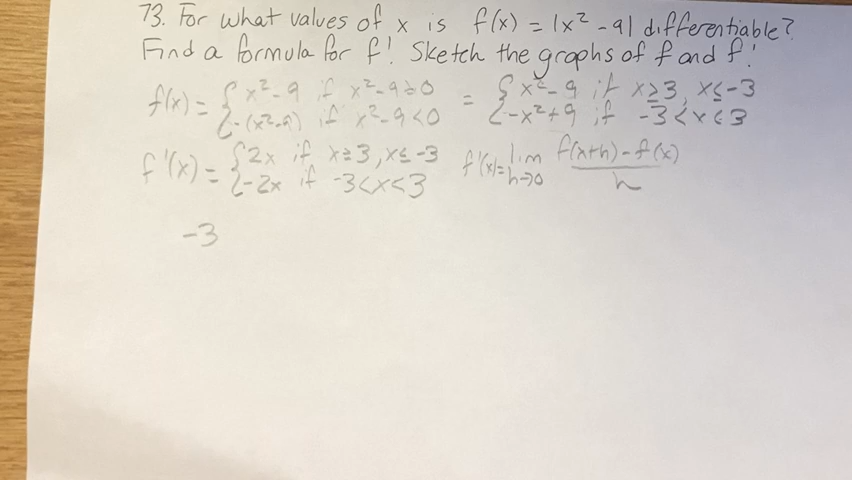 73. For what values of x is f(x) = |x² - 9| differentiable?
Find a formula for f'. Sketch the graphs of f and f'.
f(x) = { x² - 9 if x² - 9 ≥ 0 = { x² - 9 if x ≥ 3, x ≤ -3
-(x² - 9) if x² - 9 < 0 -x² + 9 if -3 < x < 3
f'(x) = { 2x if x ≥ 3, x ≤ -3 f'(x) = lim h→0 f(x+h) - f(x) / h
-2x if -3 < x < 3
-3